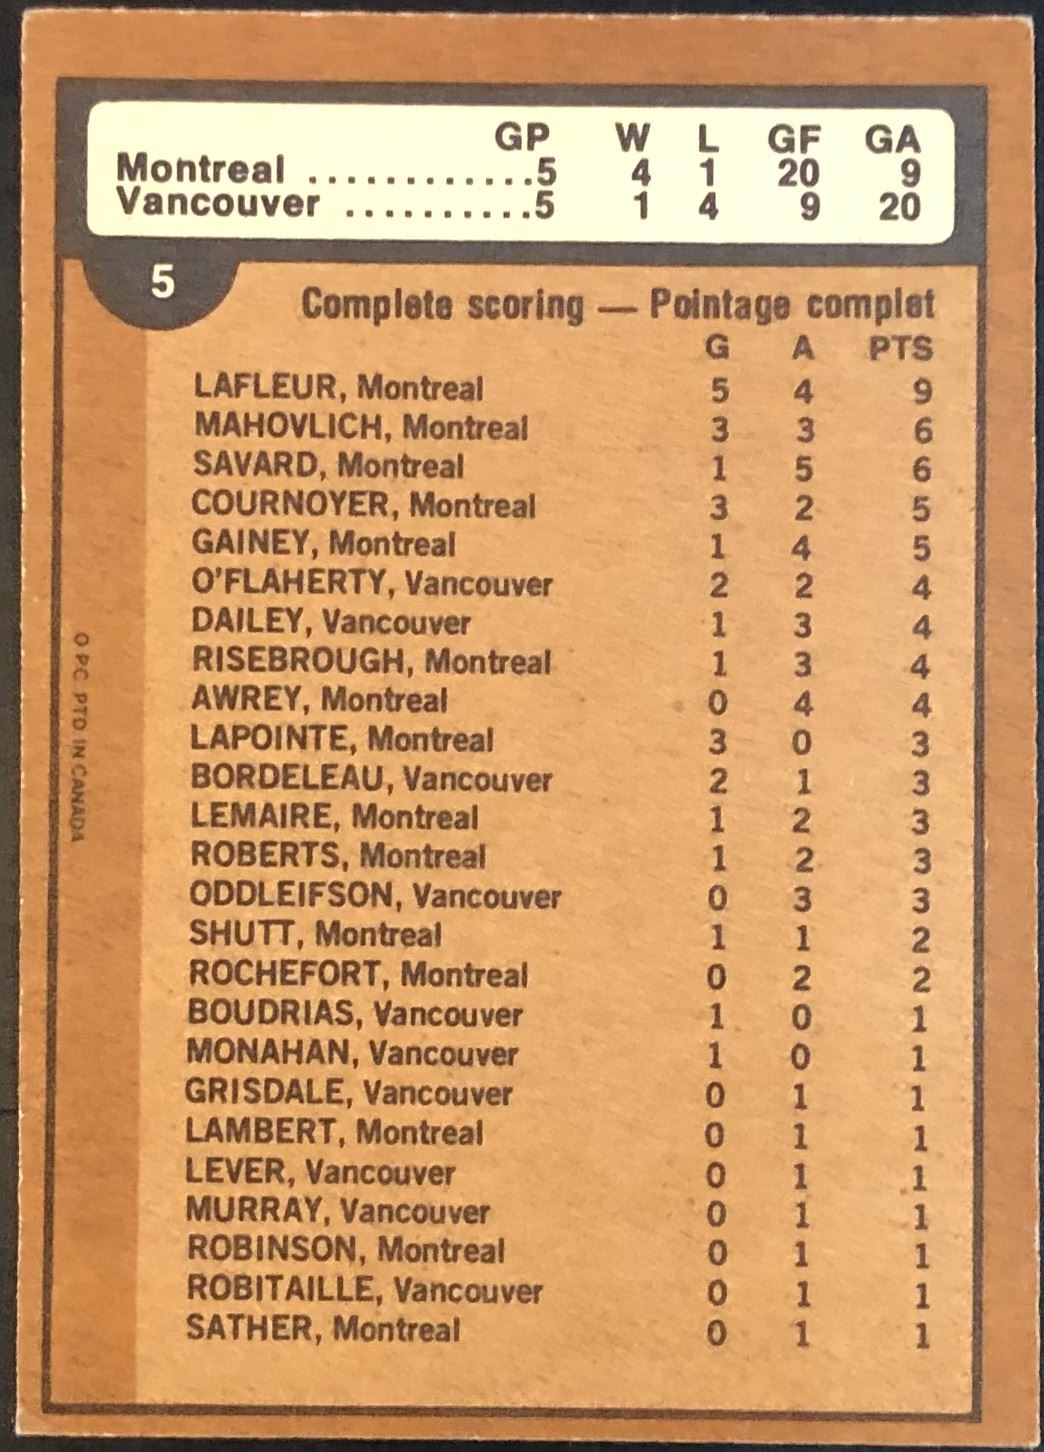 GP W L GF GA
Montreal ............5 4 1 20 9
Vancouver ..........5 1 4 9 20
5
Complete scoring — Pointage complet
G A PTS
LAFLEUR, Montreal 5 4 9
MAHOVLICH, Montreal 3 3 6
SAVARD, Montreal 1 5 6
COURNOYER, Montreal 3 2 5
GAINEY, Montreal 1 4 5
O'FLAHERTY, Vancouver 2 2 4
DAILEY, Vancouver 1 3 4
RISEBROUGH, Montreal 1 3 4
AWREY, Montreal 0 4 4
LAPOINTE, Montreal 3 0 3
BORDELEAU, Vancouver 2 1 3
LEMAIRE, Montreal 1 2 3
ROBERTS, Montreal 1 2 3
ODDLEIFSON, Vancouver 0 3 3
SHUTT, Montreal 1 1 2
ROCHEFORT, Montreal 0 2 2
BOUDRIAS, Vancouver 1 0 1
MONAHAN, Vancouver 1 0 1
GRISDALE, Vancouver 0 1 1
LAMBERT, Montreal 0 1 1
LEVER, Vancouver 0 1 1
MURRAY, Vancouver 0 1 1
ROBINSON, Montreal 0 1 1
ROBITAILLE, Vancouver 0 1 1
SATHER, Montreal 0 1 1
O PC PTD IN CANADA